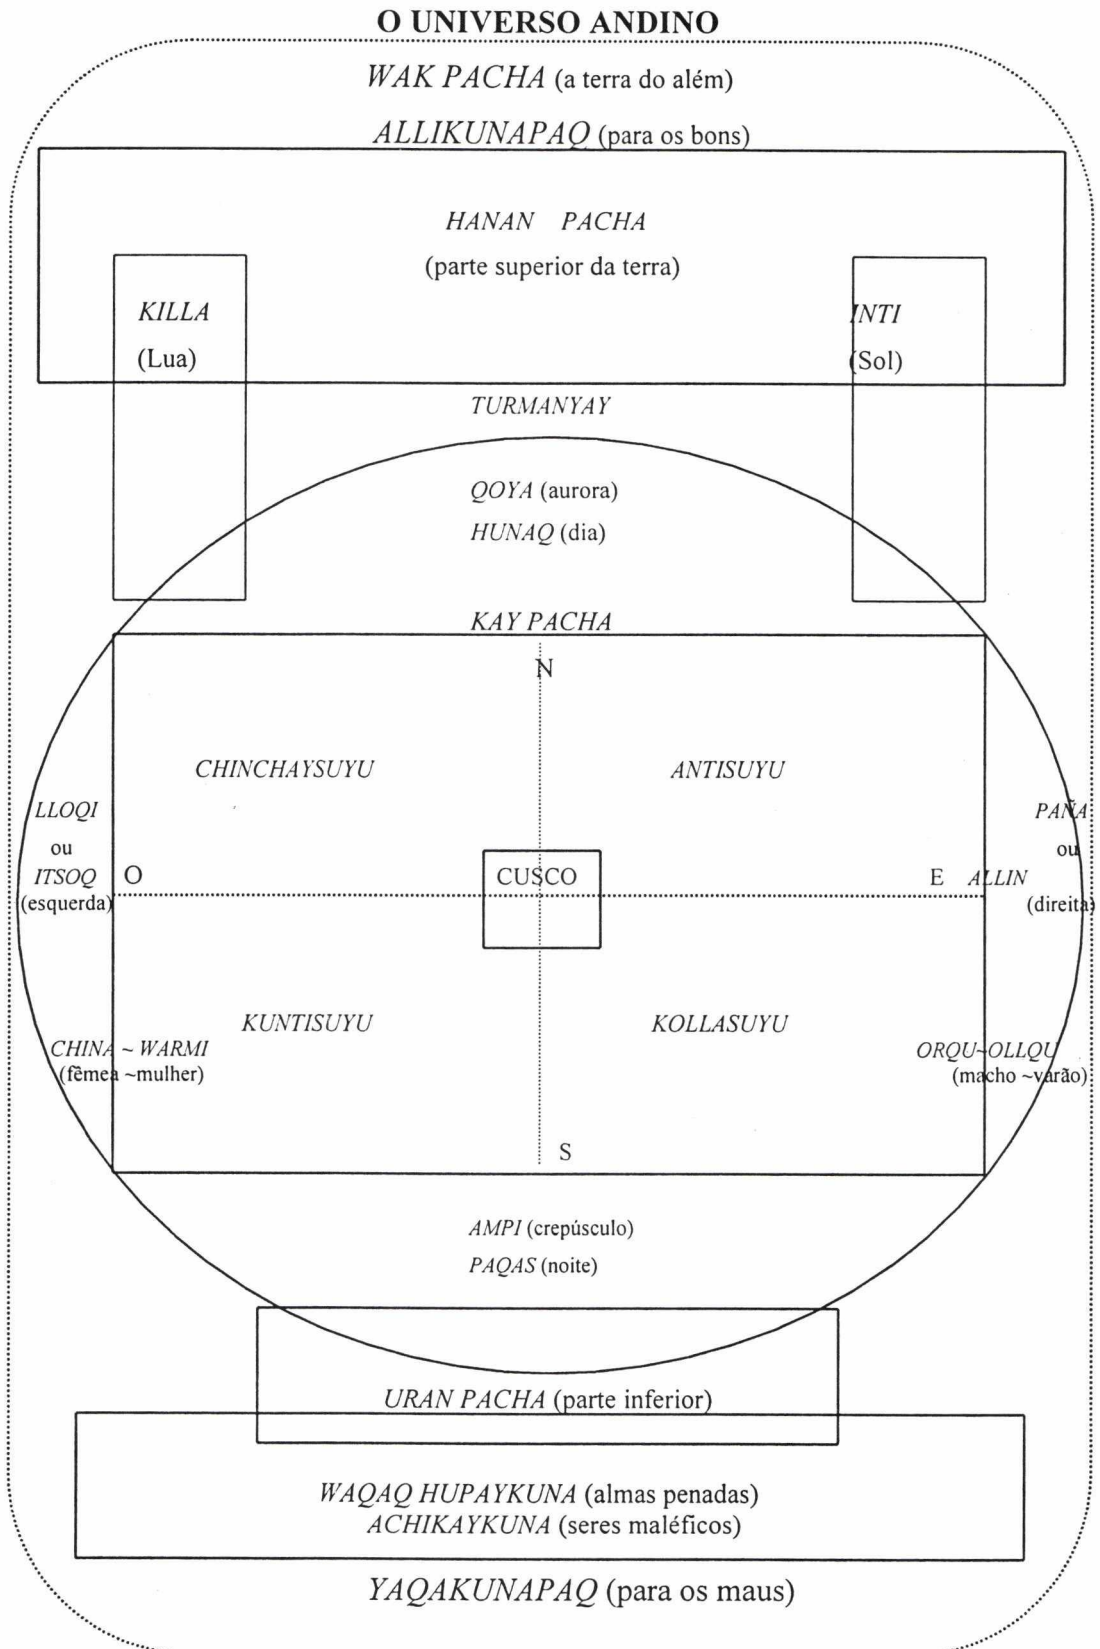 O UNIVERSO ANDINO
WAK PACHA (a terra do além)
ALLIKUNAPAQ (para os bons)
HANAN PACHA
(parte superior da terra)
KILLA
(Lua)
INTI
(Sol)
TURMANYAY
QOYA (aurora)
HUNAQ (dia)
KAY PACHA
N
CHINCHAYSUYU
ANTISUYU
LLOQI
ou
ITSOQ
(esquerda)
O
CUSCO
E
PAÑA
ou
ALLIN
(direita)
KUNTISUYU
KOLLASUYU
CHINA ~ WARMI
(fêmea ~mulher)
ORQU~OLLQU
(macho ~varão)
S
AMPI (crepúsculo)
PAQAS (noite)
URAN PACHA (parte inferior)
WAQAQ HUPAYKUNA (almas penadas)
ACHIKAYKUNA (seres maléficos)
YAQAKUNAPAQ (para os maus)